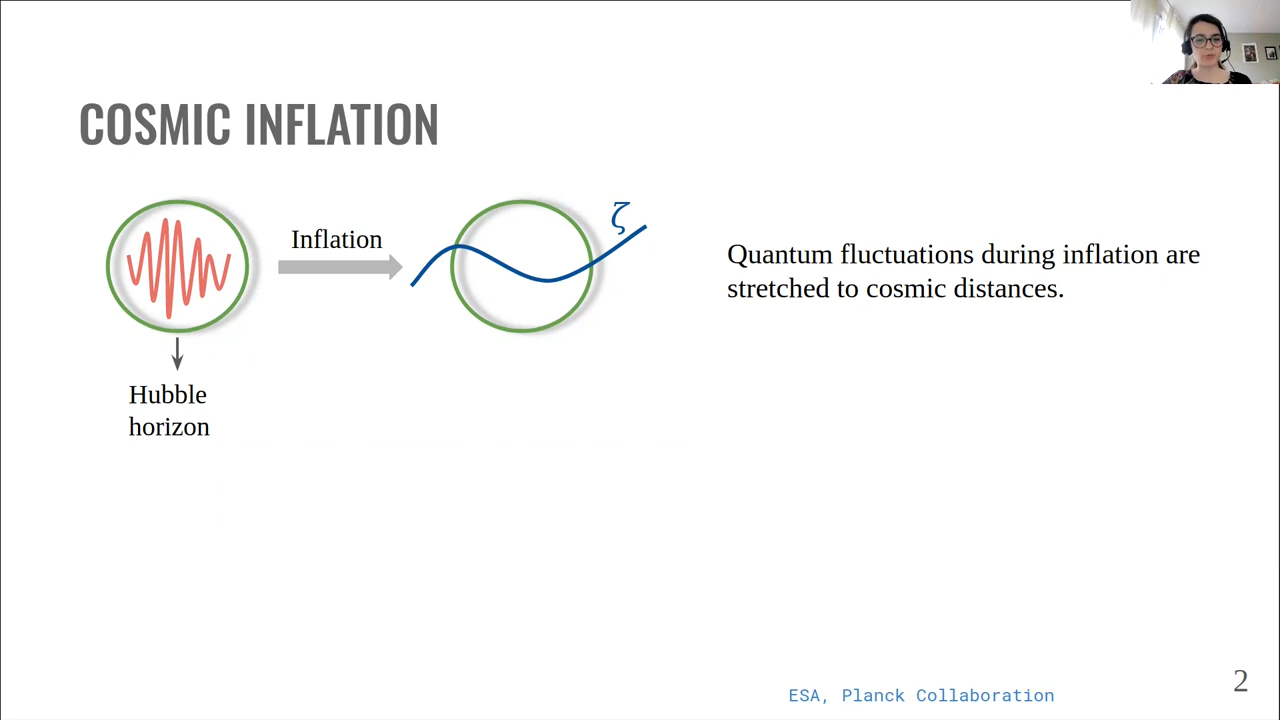 COSMIC INFLATION
Inflation
ζ
Quantum fluctuations during inflation are
stretched to cosmic distances.
Hubble
horizon
ESA, Planck Collaboration
2